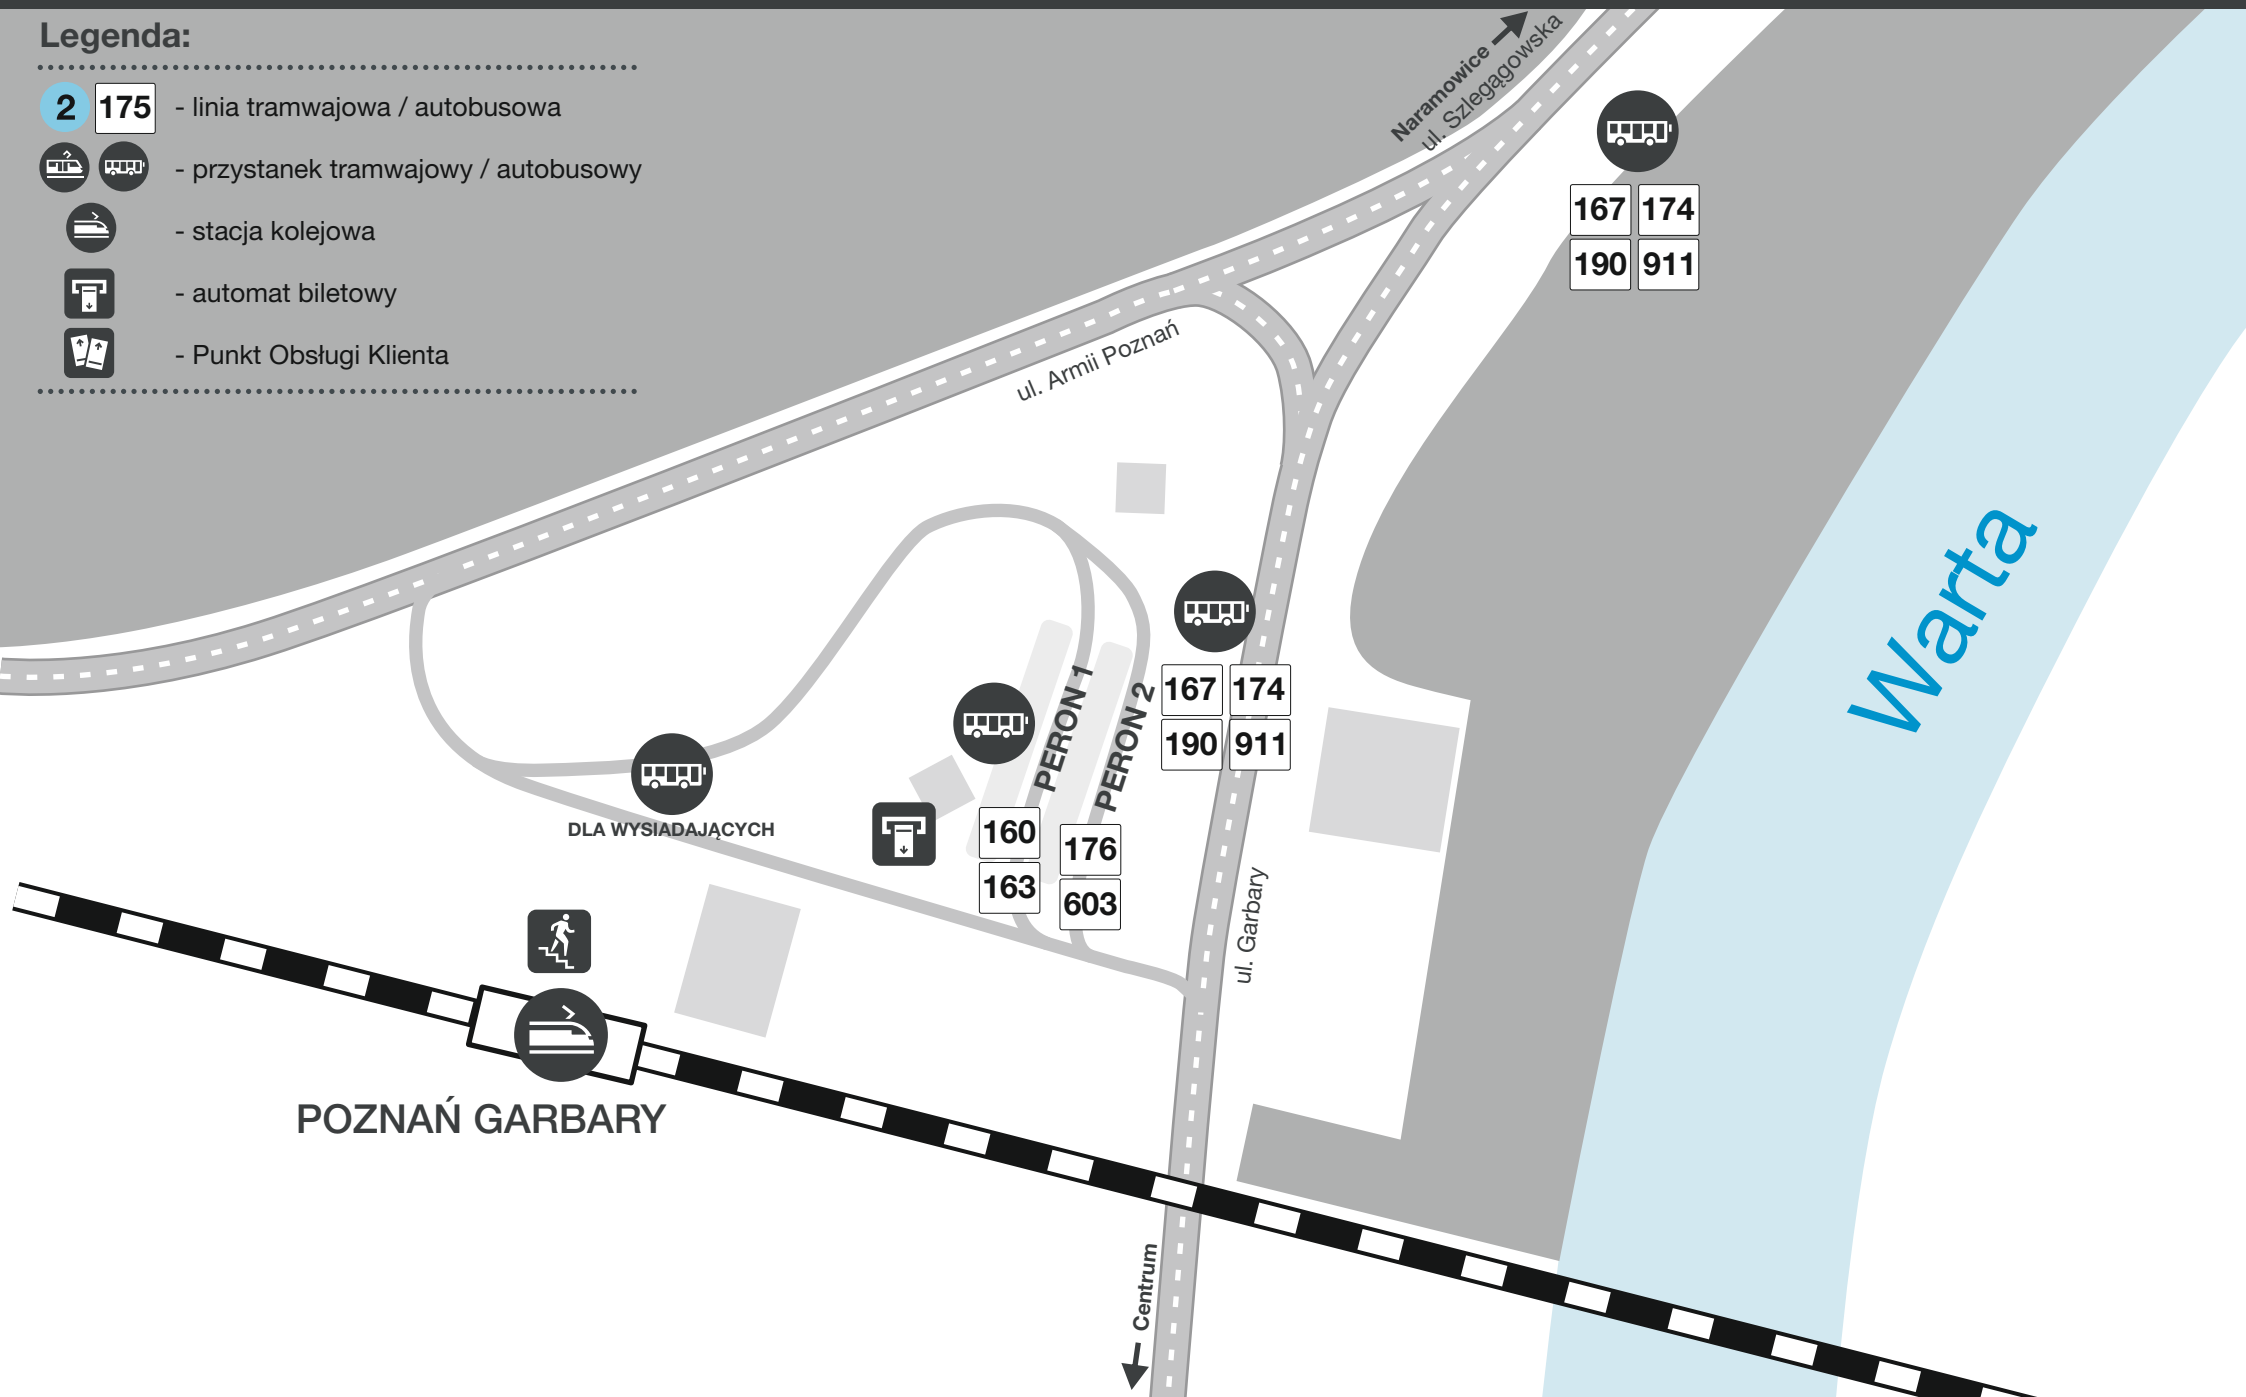 Legenda:
2 175 - linia tramwajowa / autobusowa
- przystanek tramwajowy / autobusowy
- stacja kolejowa
- automat biletowy
- Punkt Obsługi Klienta
Naramowice
ul. Szlegągowska
167 174
190 911
ul. Armii Poznań
Warta
PERON 1
PERON 2
167 174
190 911
DLA WYSIADAJĄCYCH
160
163
176
603
ul. Garbary
POZNAŃ GARBARY
Centrum